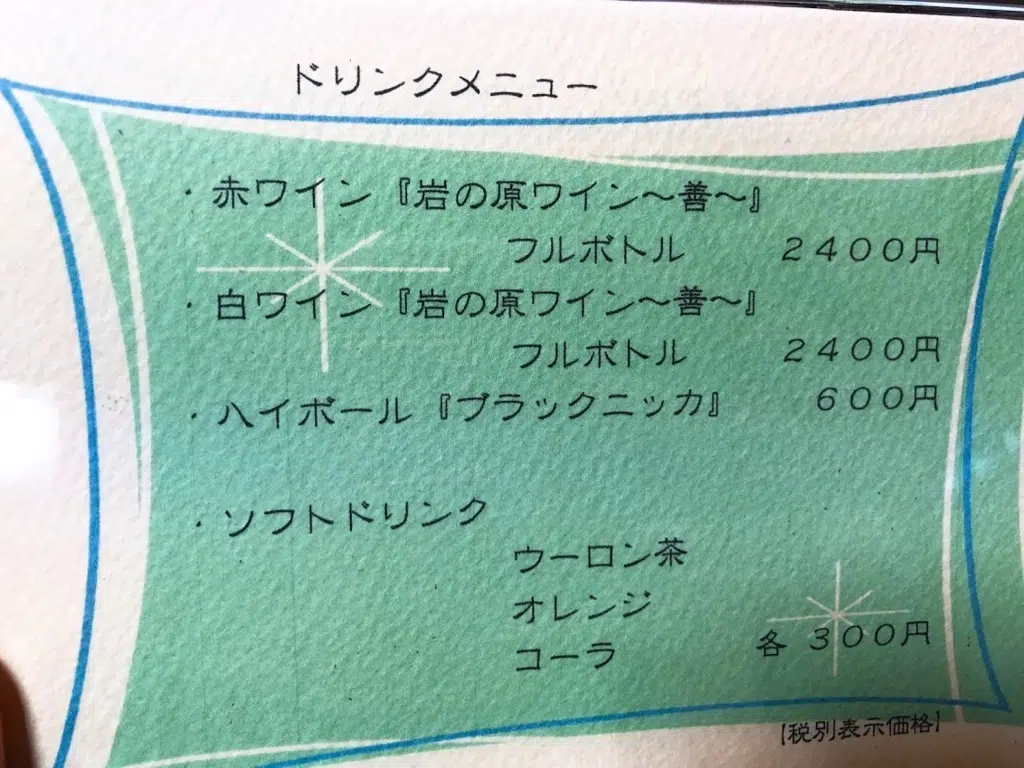 ドリンクメニュー
・赤ワイン『岩の原ワイン～善～』
フルボトル ２４００円
・白ワイン『岩の原ワイン～善～』
フルボトル ２４００円
・ハイボール『ブラックニッカ』 ６００円
・ソフトドリンク
ウーロン茶
オレンジ
コーラ 各 ３００円
【税別表示価格】